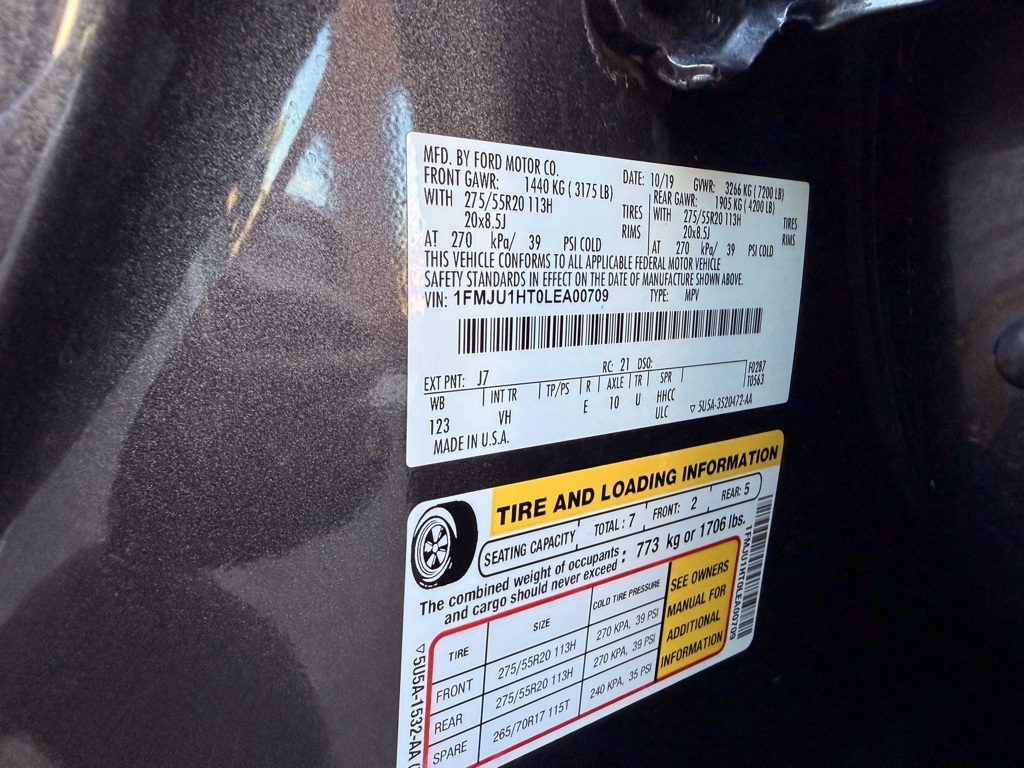 MFD. BY FORD MOTOR CO.
DATE: 10/19 GVWR: 3266 KG ( 7200 LB)
FRONT GAWR: 1440 KG ( 3175 LB) REAR GAWR: 1905 KG ( 4200 LB)
WITH 275/55R20 113H TIRES WITH 275/55R20 113H TIRES
20x8.5J RIMS 20x8.5J RIMS
AT 270 kPa/ 39 PSI COLD AT 270 kPa/ 39 PSI COLD
THIS VEHICLE CONFORMS TO ALL APPLICABLE FEDERAL MOTOR VEHICLE
SAFETY STANDARDS IN EFFECT ON THE DATE OF MANUFACTURE SHOWN ABOVE.
VIN: 1FMJU1HT0LEA00709 TYPE: MPV
EXT PNT: J7 RC: 21 DSO: F0287
WB INT TR TP/PS R AXLE TR SPR T0563
123 VH E 10 U HHCC
ULC ▽ 5U5A-3520472-AA
MADE IN U.S.A.
TIRE AND LOADING INFORMATION
SEATING CAPACITY TOTAL : 7 FRONT: 2 REAR: 5
The combined weight of occupants
and cargo should never exceed : 773 kg or 1706 lbs.
TIRE SIZE COLD TIRE PRESSURE
FRONT 275/55R20 113H 270 KPA, 39 PSI
REAR 275/55R20 113H 270 KPA, 39 PSI
SPARE 265/70R17 115T 240 KPA, 35 PSI
SEE OWNERS
MANUAL FOR
ADDITIONAL
INFORMATION
1FMJU1HT0LEA00709
▽5U5A-1532-AA